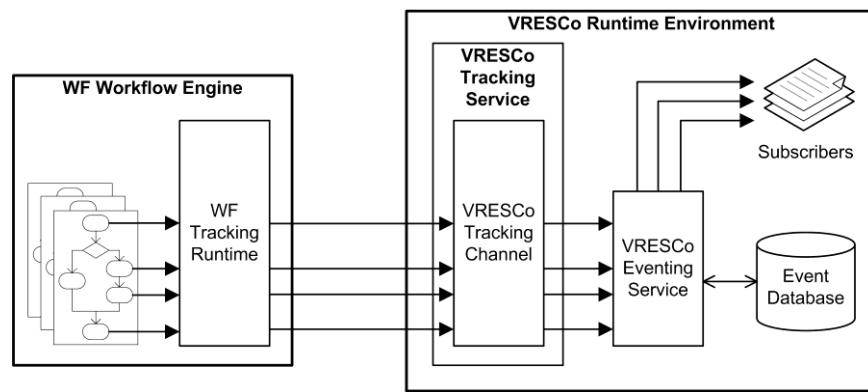 VRESCo Runtime Environment
VRESCo
Tracking
Service
WF Workflow Engine
WF
Tracking
Runtime
VRESCo
Tracking
Channel
VRESCo
Eventing
Service
Subscribers
Event
Database